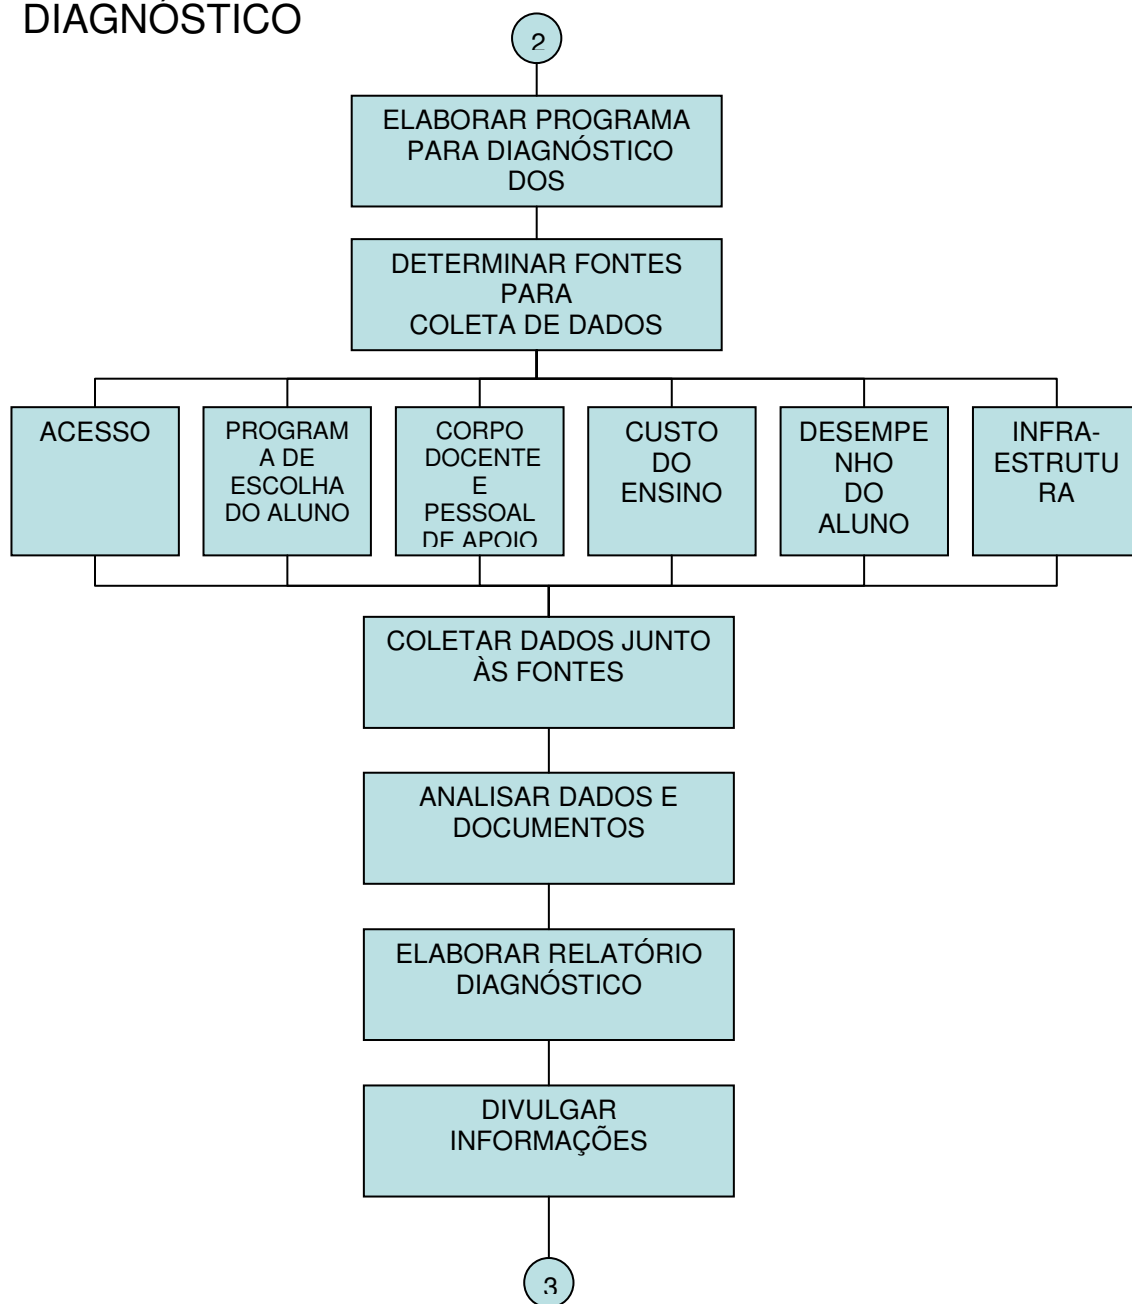 DIAGNÓSTICO
2
ELABORAR PROGRAMA
PARA DIAGNÓSTICO
DOS
DETERMINAR FONTES
PARA
COLETA DE DADOS
ACESSO
PROGRAM
A DE
ESCOLHA
DO ALUNO
CORPO
DOCENTE
E
PESSOAL
DE APOIO
CUSTO
DO
ENSINO
DESEMPE
NHO
DO
ALUNO
INFRA-
ESTRUTU
RA
COLETAR DADOS JUNTO
ÀS FONTES
ANALISAR DADOS E
DOCUMENTOS
ELABORAR RELATÓRIO
DIAGNÓSTICO
DIVULGAR
INFORMAÇÕES
3